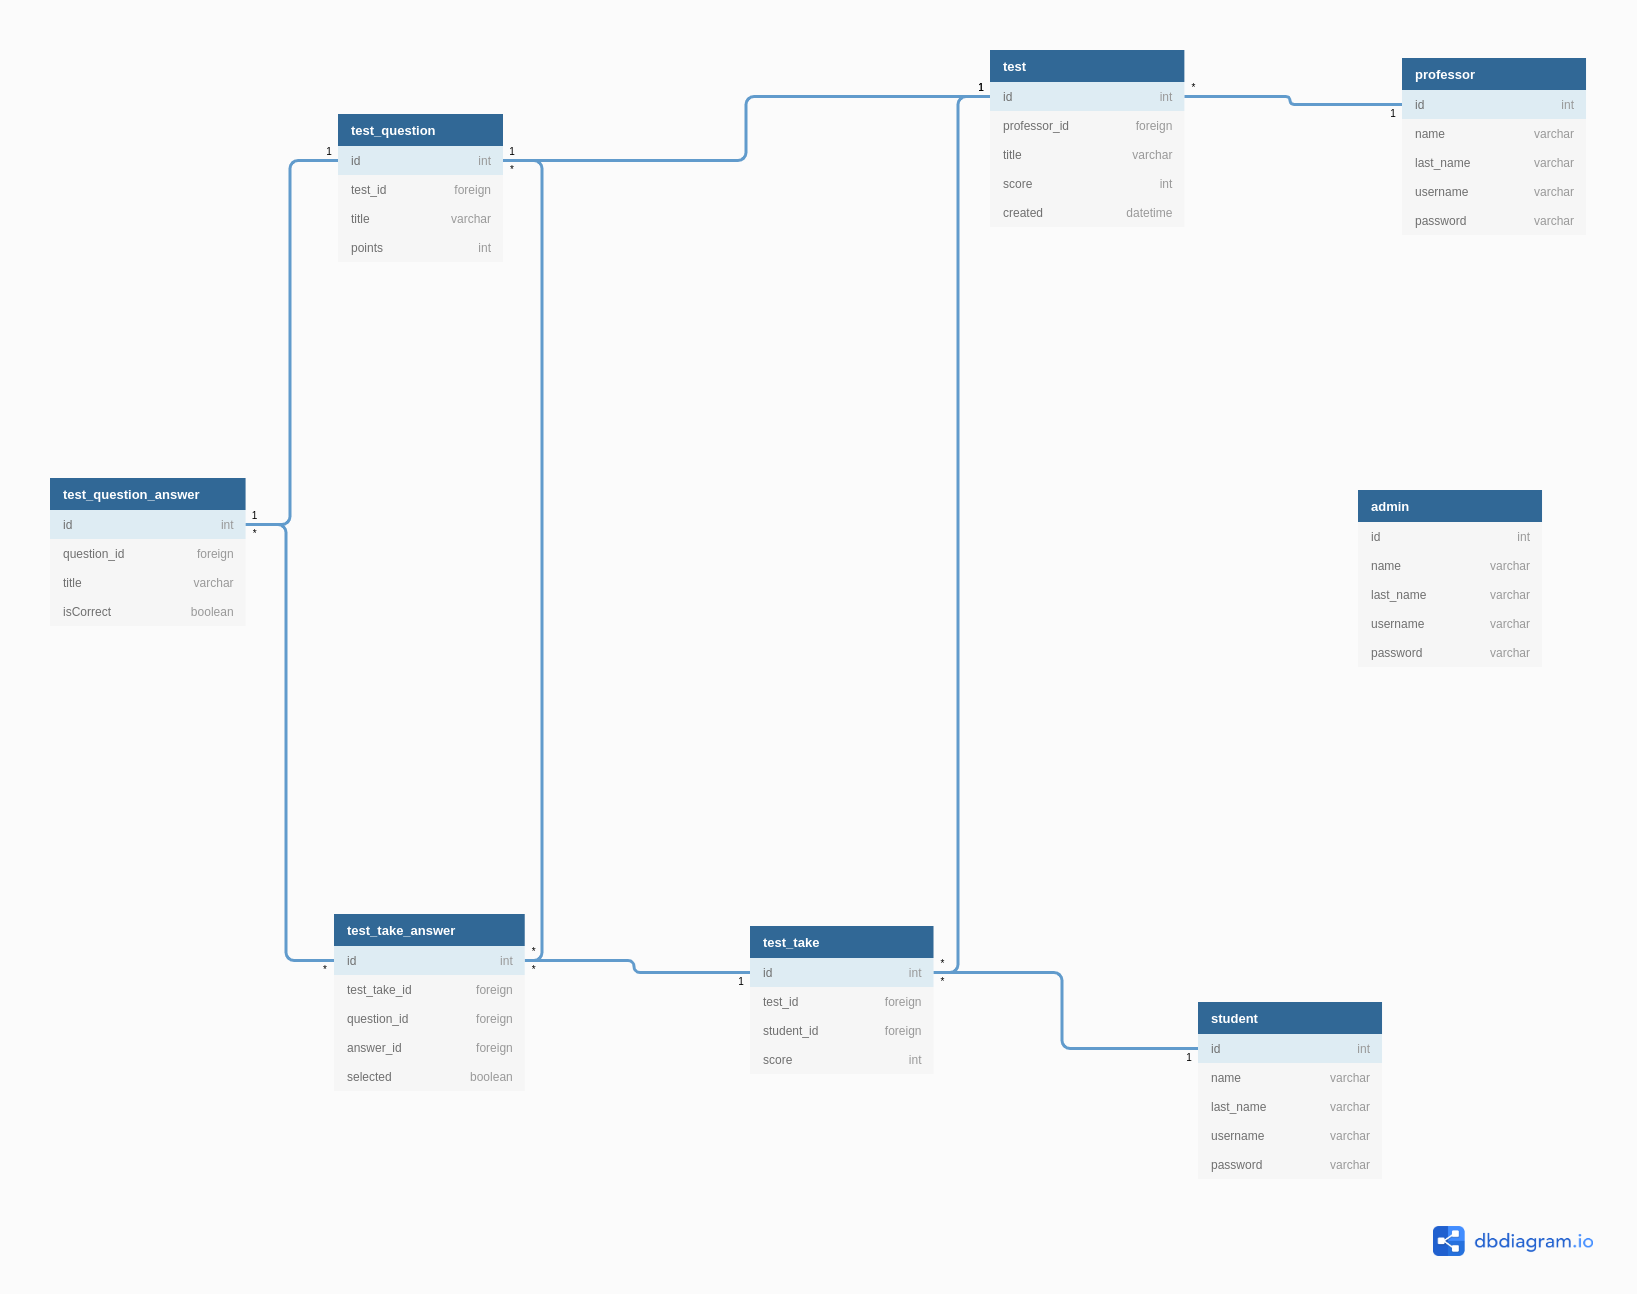 test
id int
professor_id foreign
title varchar
score int
created datetime
1
*
professor
id int
name varchar
last_name varchar
username varchar
password varchar
1
test_question
id int
test_id foreign
title varchar
points int
1
1
*
test_question_answer
id int
question_id foreign
title varchar
isCorrect boolean
1
*
admin
id int
name varchar
last_name varchar
username varchar
password varchar
test_take_answer
id int
test_take_id foreign
question_id foreign
answer_id foreign
selected boolean
*
*
*
test_take
id int
test_id foreign
student_id foreign
score int
1
*
*
student
id int
name varchar
last_name varchar
username varchar
password varchar
1
dbdiagram.io